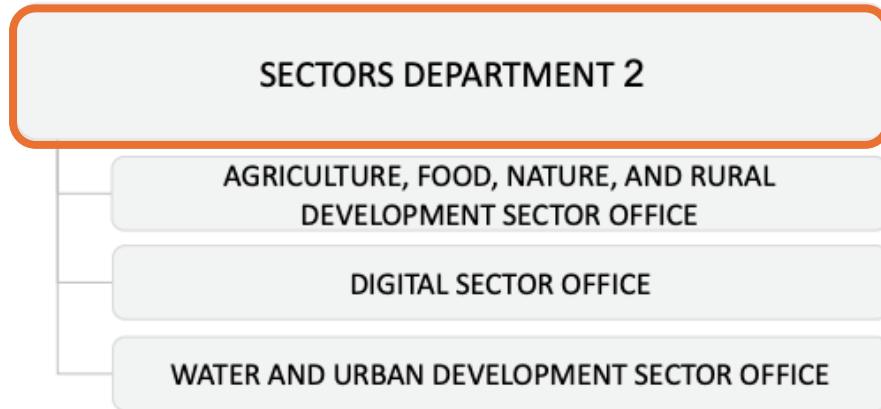 SECTORS DEPARTMENT 2
AGRICULTURE, FOOD, NATURE, AND RURAL
DEVELOPMENT SECTOR OFFICE
DIGITAL SECTOR OFFICE
WATER AND URBAN DEVELOPMENT SECTOR OFFICE